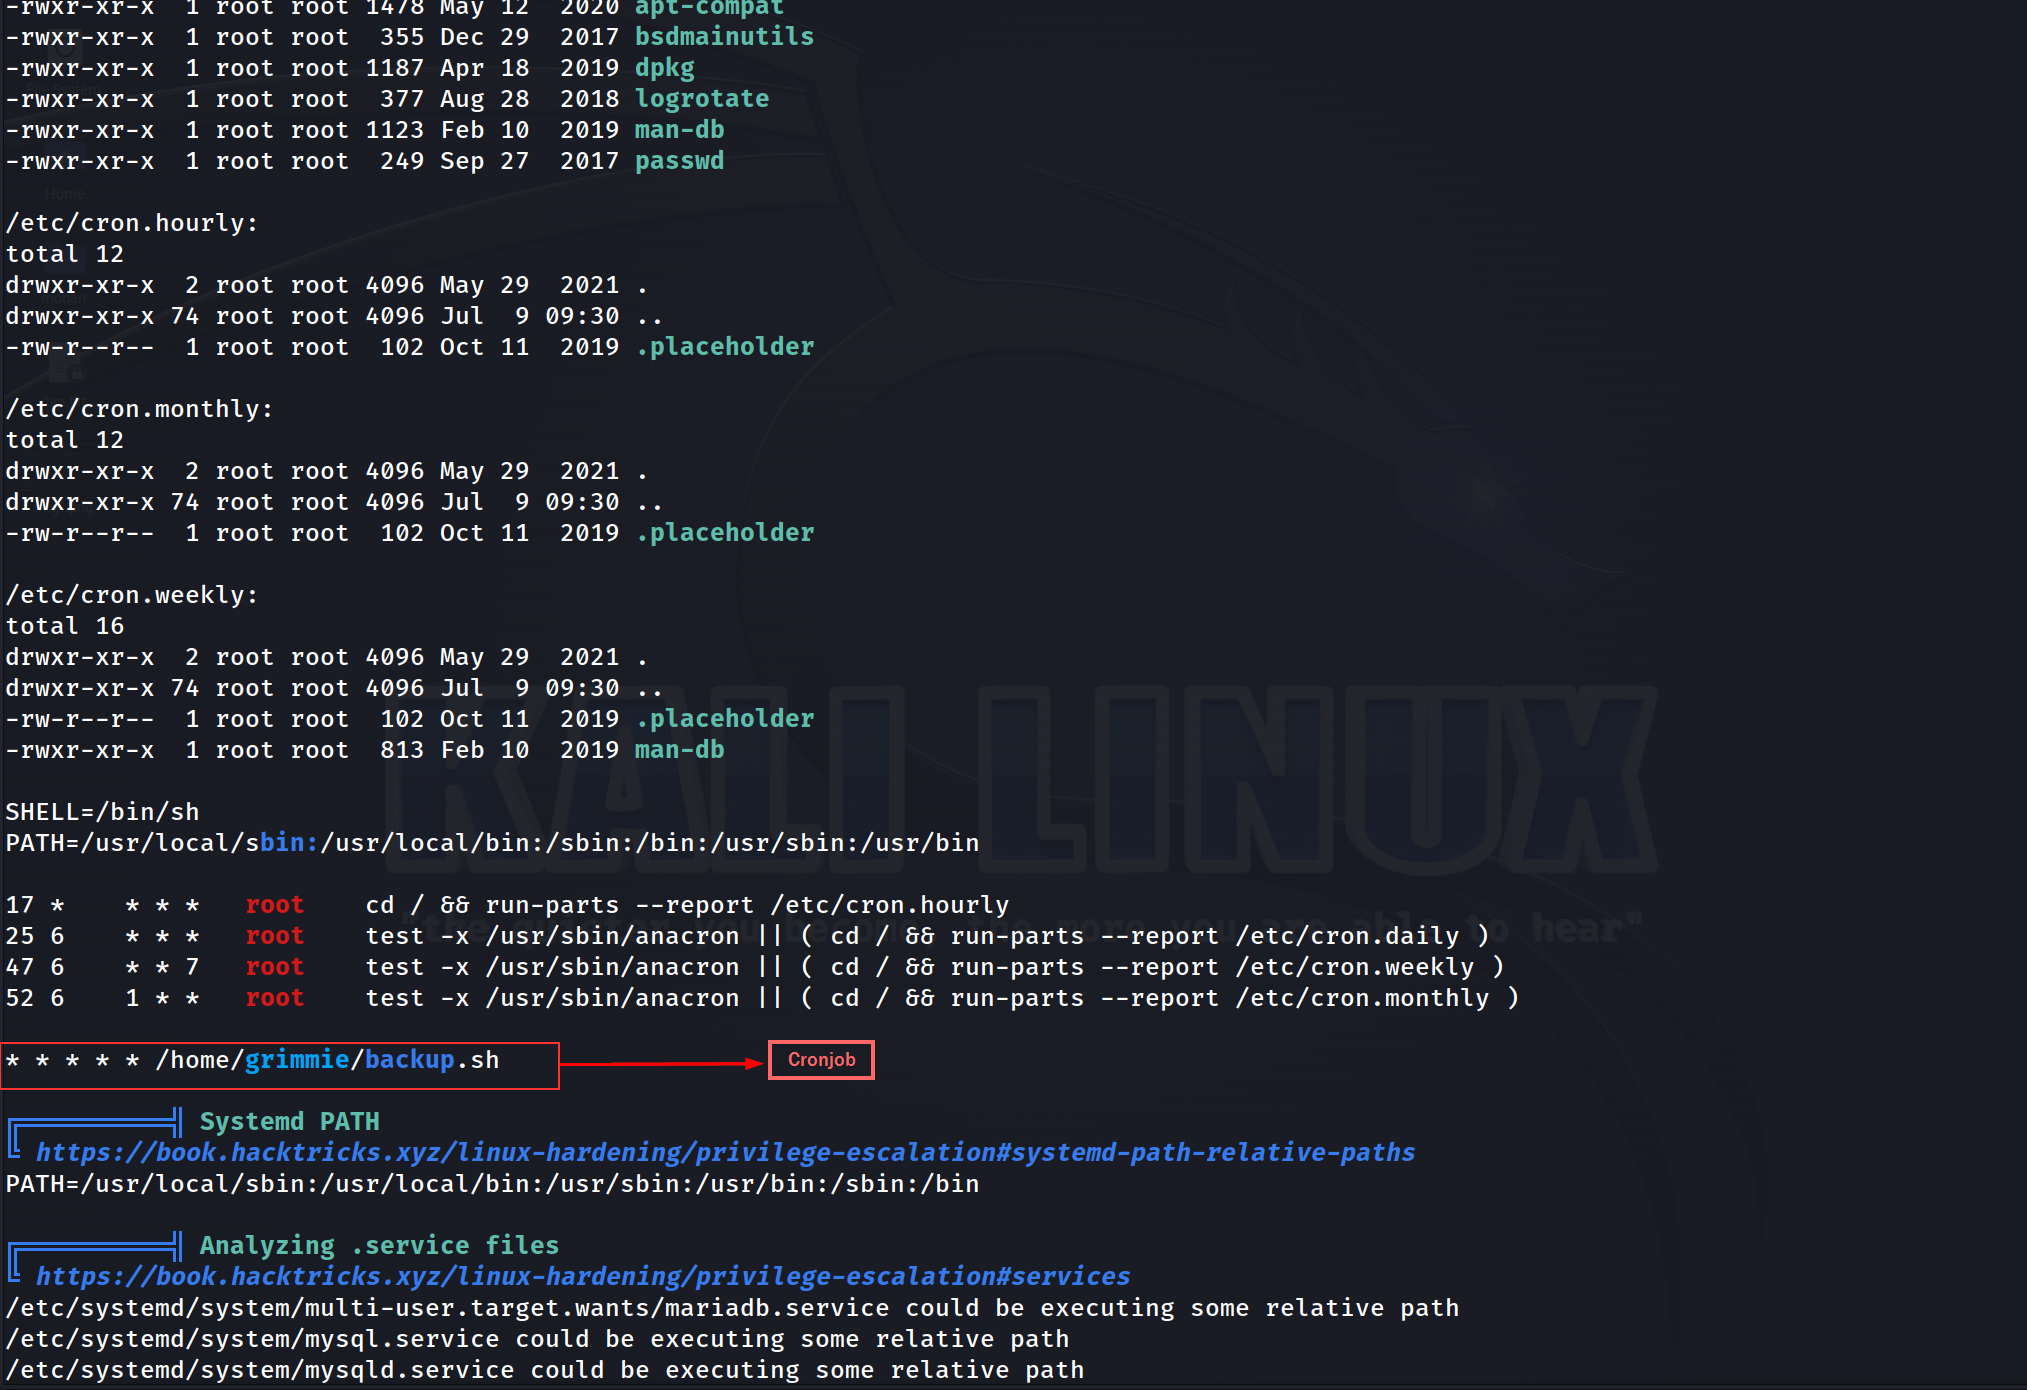 -rwxr-xr-x  1 root root 1478 May 12  2020 apt-compat
-rwxr-xr-x  1 root root  355 Dec 29  2017 bsdmainutils
-rwxr-xr-x  1 root root 1187 Apr 18  2019 dpkg
-rwxr-xr-x  1 root root  377 Aug 28  2018 logrotate
-rwxr-xr-x  1 root root 1123 Feb 10  2019 man-db
-rwxr-xr-x  1 root root  249 Sep 27  2017 passwd
Home
/etc/cron.hourly:
total 12
drwxr-xr-x  2 root root 4096 May 29  2021 .
drwxr-xr-x 74 root root 4096 Jul  9 09:30 ..
-rw-r--r--  1 root root  102 Oct 11  2019 .placeholder
/etc/cron.monthly:
total 12
drwxr-xr-x  2 root root 4096 May 29  2021 .
drwxr-xr-x 74 root root 4096 Jul  9 09:30 ..
-rw-r--r--  1 root root  102 Oct 11  2019 .placeholder
/etc/cron.weekly:
total 16
drwxr-xr-x  2 root root 4096 May 29  2021 .
drwxr-xr-x 74 root root 4096 Jul  9 09:30 ..
-rw-r--r--  1 root root  102 Oct 11  2019 .placeholder
-rwxr-xr-x  1 root root  813 Feb 10  2019 man-db
KALI LINUX
SHELL=/bin/sh
PATH=/usr/local/sbin:/usr/local/bin:/sbin:/bin:/usr/sbin:/usr/bin
17 *    * * *   root    cd / && run-parts --report /etc/cron.hourly
"the quieter you become, the more you are able to hear"
25 6    * * *   root    test -x /usr/sbin/anacron || ( cd / && run-parts --report /etc/cron.daily )
47 6    * * 7   root    test -x /usr/sbin/anacron || ( cd / && run-parts --report /etc/cron.weekly )
52 6    1 * *   root    test -x /usr/sbin/anacron || ( cd / && run-parts --report /etc/cron.monthly )
* * * * * /home/grimmie/backup.sh
Cronjob
Systemd PATH
https://book.hacktricks.xyz/linux-hardening/privilege-escalation#systemd-path-relative-paths
PATH=/usr/local/sbin:/usr/local/bin:/usr/sbin:/usr/bin:/sbin:/bin
Analyzing .service files
https://book.hacktricks.xyz/linux-hardening/privilege-escalation#services
/etc/systemd/system/multi-user.target.wants/mariadb.service could be executing some relative path
/etc/systemd/system/mysql.service could be executing some relative path
/etc/systemd/system/mysqld.service could be executing some relative path